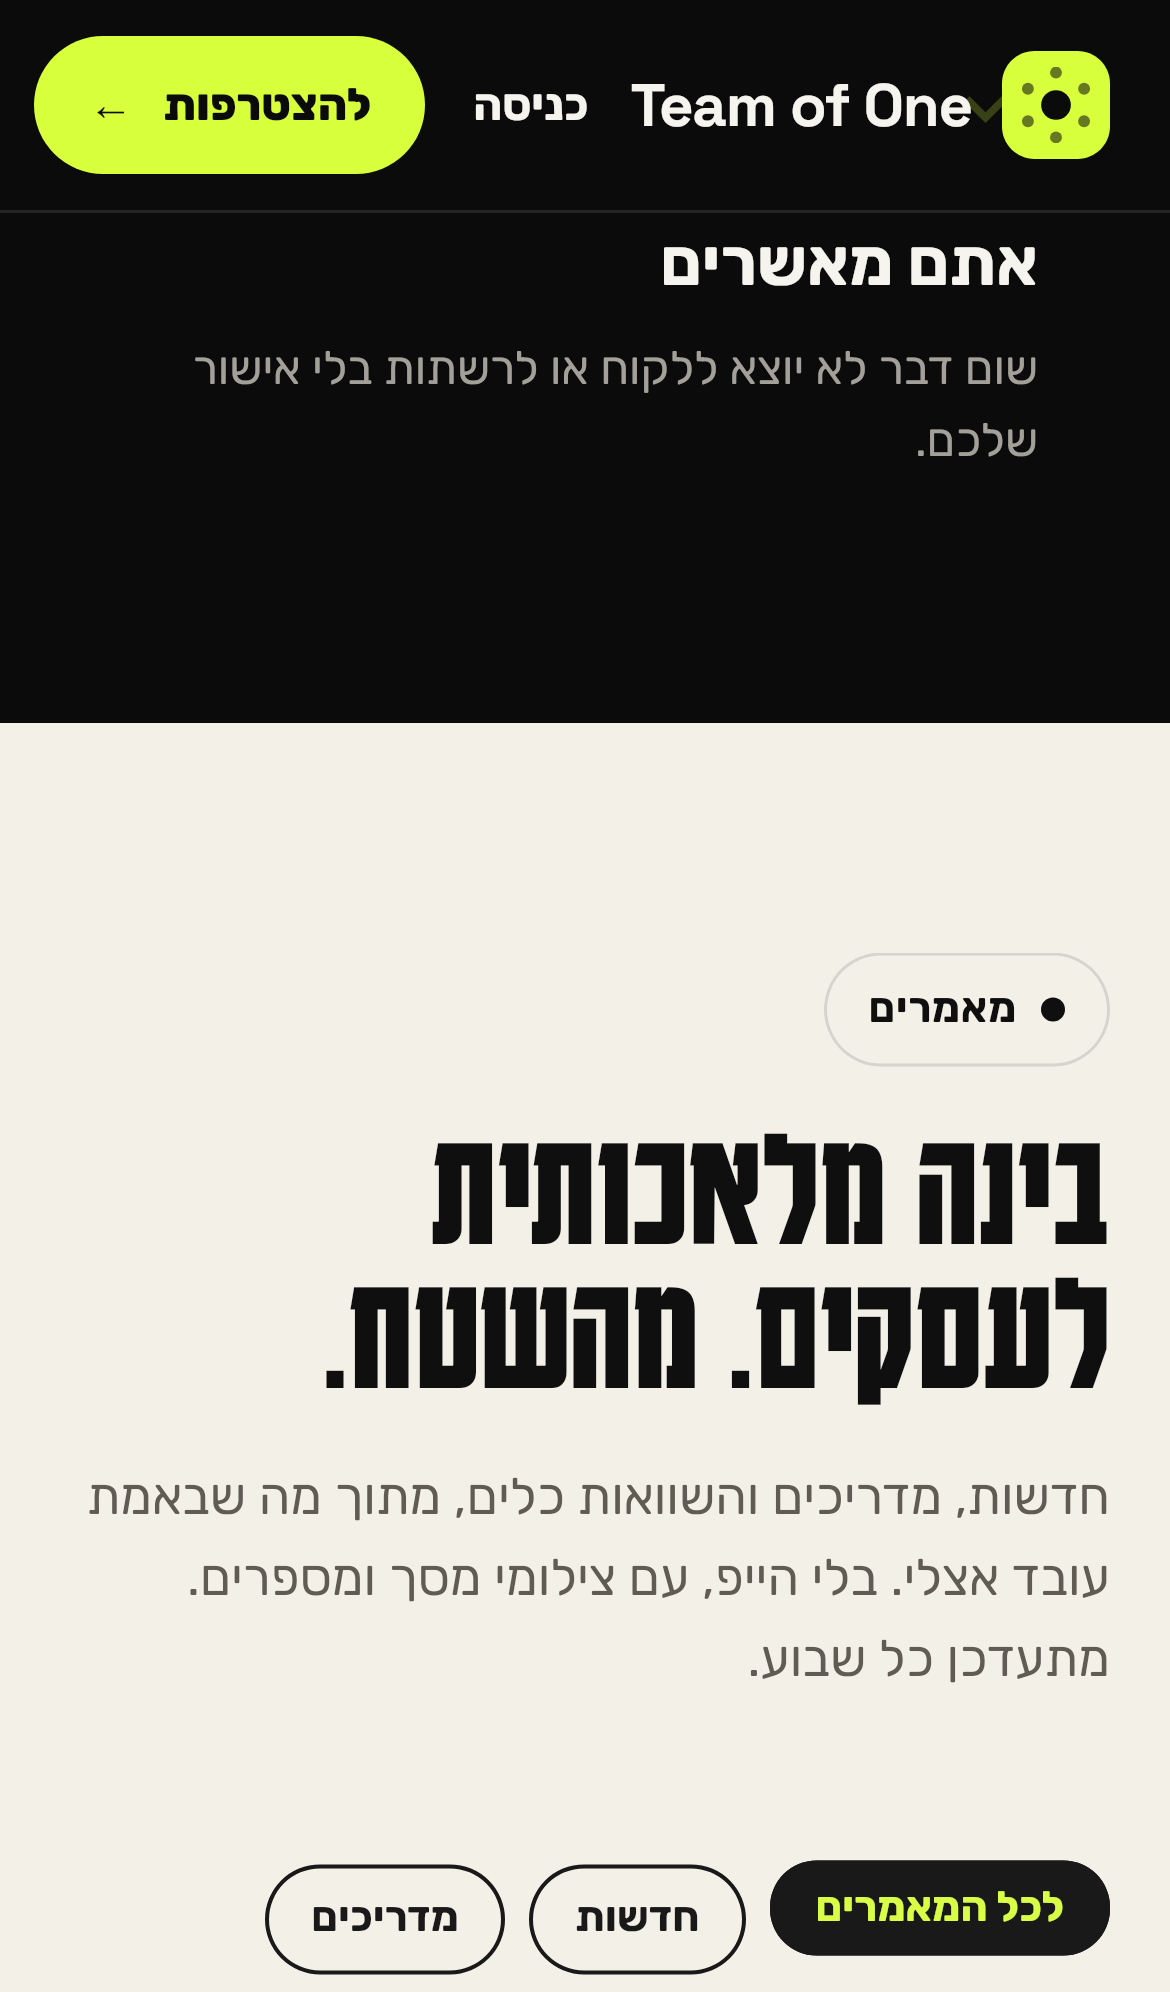 Team of One
כניסה
להצטרפות ←
אתם מאשרים
שום דבר לא יוצא ללקוח או לרשתות בלי אישור
שלכם.
מאמרים
בינה מלאכותית
לעסקים. מהשטח.
חדשות, מדריכים והשוואות כלים, מתוך מה שבאמת
עובד אצלי. בלי הייפ, עם צילומי מסך ומספרים.
מתעדכן כל שבוע.
לכל המאמרים
חדשות
מדריכים